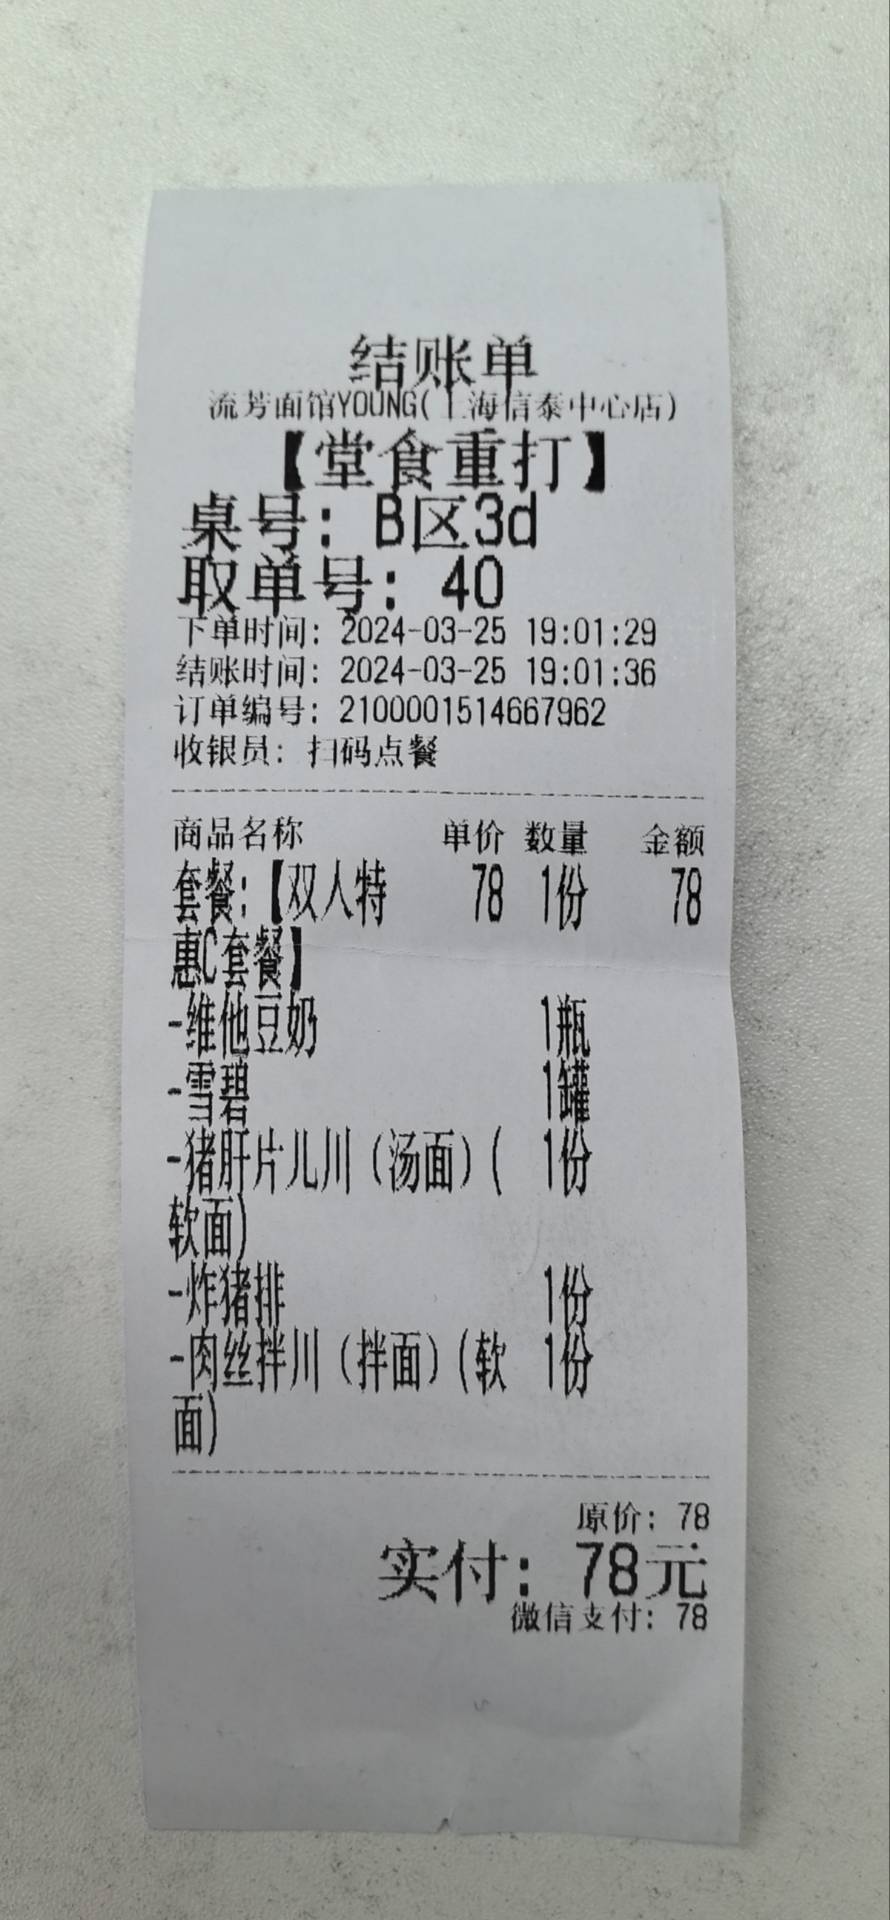 结账单
流芳面馆YOUNG(上海信泰中心店)
【堂食重打】
桌号: B区3d
取单号: 40
下单时间: 2024-03-25 19:01:29
结账时间: 2024-03-25 19:01:36
订单编号: 2100001514667962
收银员: 扫码点餐
商品名称 单价 数量 金额
套餐:【双人特 78 1份 78
惠C套餐】
-维他豆奶 1瓶
-雪碧 1罐
-猪肝片儿川（汤面）( 1份
软面)
-炸猪排 1份
-肉丝拌川（拌面）(软 1份
面)
原价: 78
实付: 78元
微信支付: 78